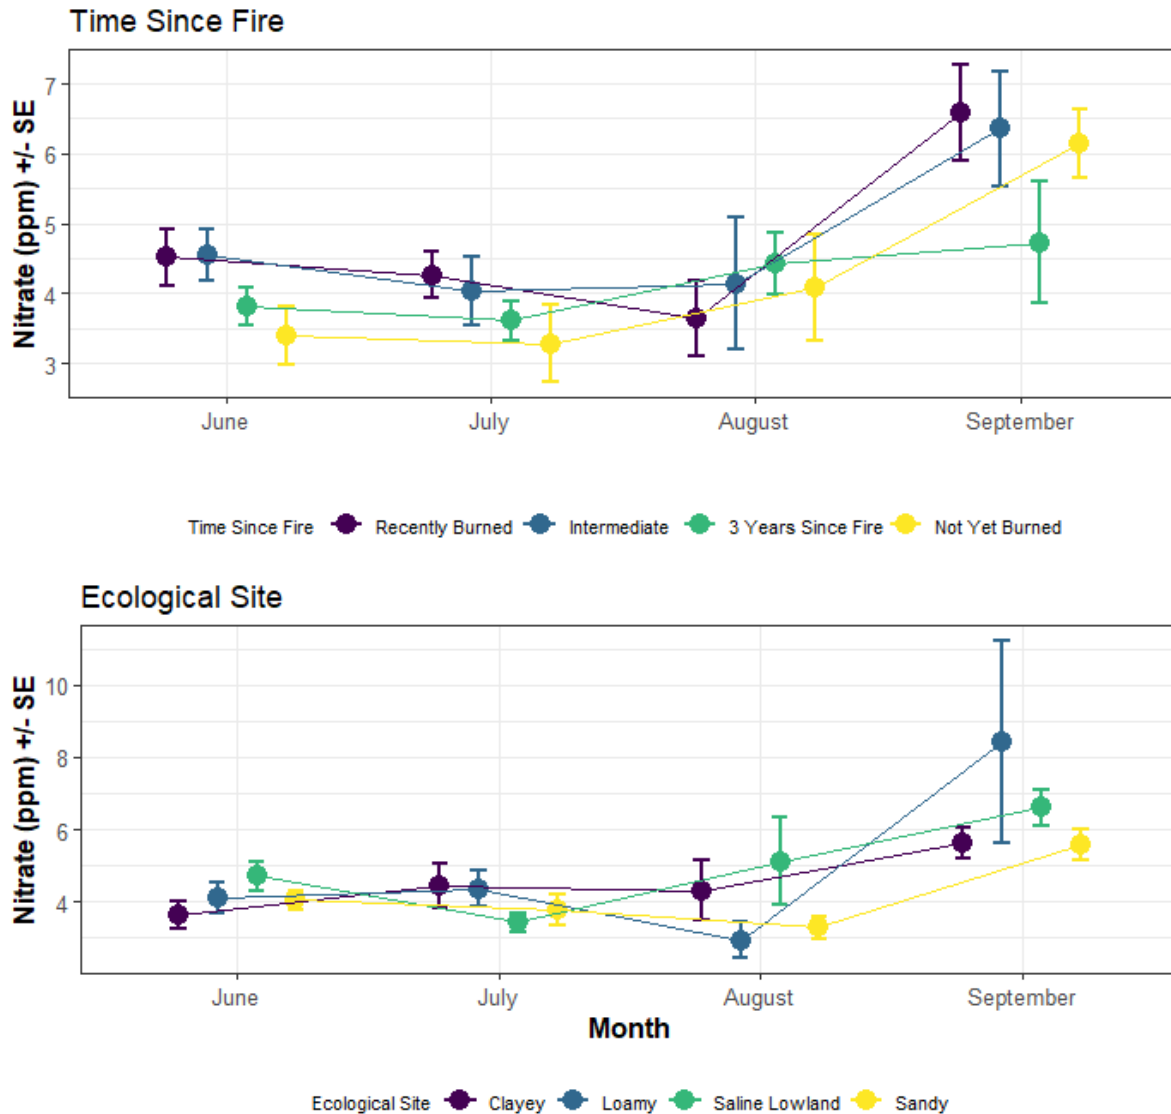 Time Since Fire
Nitrate (ppm) +/- SE
7
6
5
4
3
June July August September
Time Since Fire Recently Burned Intermediate 3 Years Since Fire Not Yet Burned
Ecological Site
Nitrate (ppm) +/- SE
10
8
6
4
June July August September
Month
Ecological Site Clayey Loamy Saline Lowland Sandy